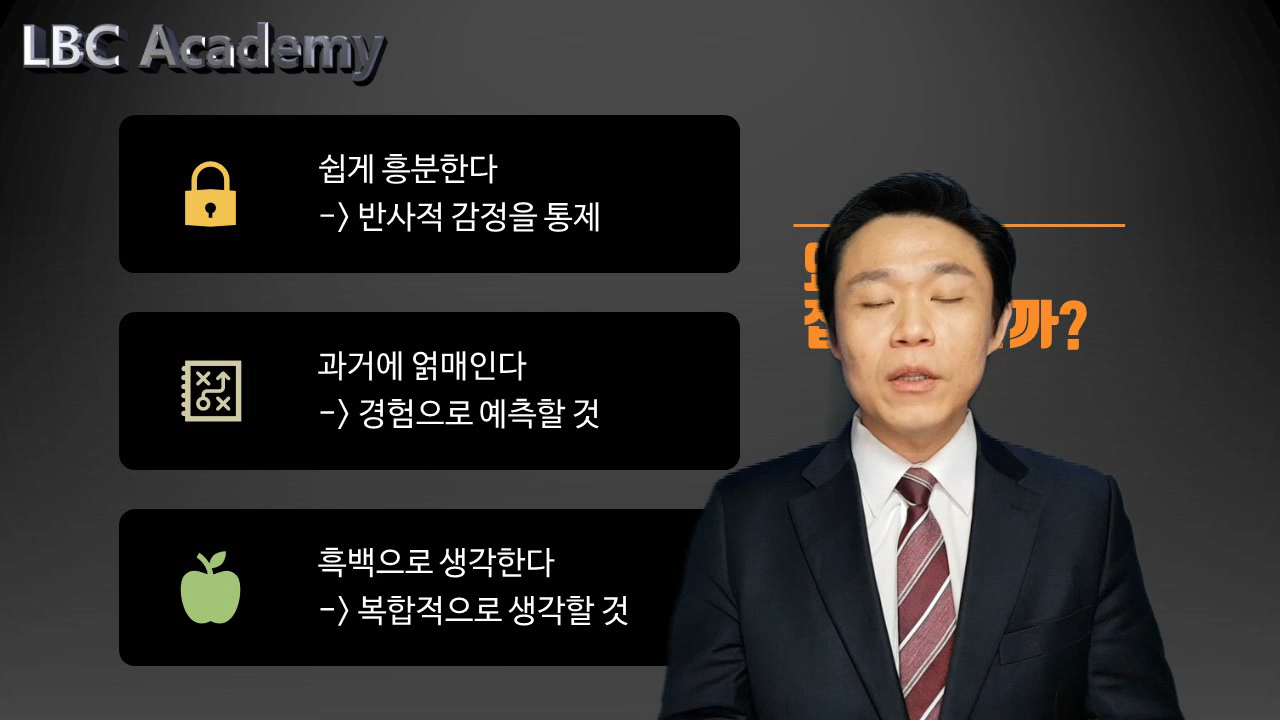 LBC Academy
쉽게 흥분한다
-> 반사적 감정을 통제
과거에 얽매인다
-> 경험으로 예측할 것
흑백으로 생각한다
-> 복합적으로 생각할 것